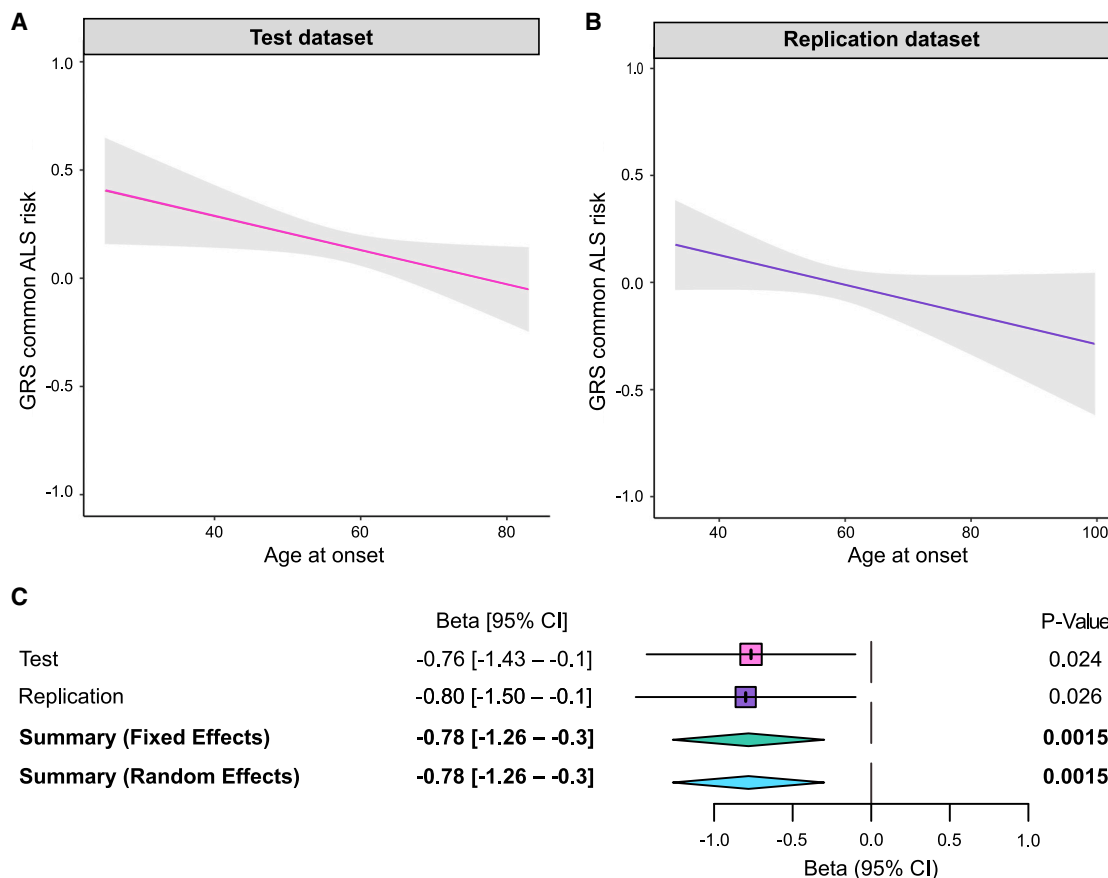 A
Test dataset
1.0
0.5
0.0
-0.5
-1.0
GRS common ALS risk
40 60 80
Age at onset
B
Replication dataset
1.0
0.5
0.0
-0.5
-1.0
GRS common ALS risk
40 60 80 100
Age at onset
C
Beta [95% CI] P-Value
Test -0.76 [-1.43 – -0.1] 0.024
Replication -0.80 [-1.50 – -0.1] 0.026
Summary (Fixed Effects) -0.78 [-1.26 – -0.3] 0.0015
Summary (Random Effects) -0.78 [-1.26 – -0.3] 0.0015
-1.0 -0.5 0.0 0.5 1.0
Beta (95% CI)